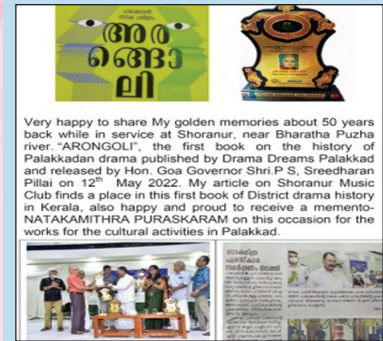 അര
ങ്ങൊ
ലി
Very happy to share My golden memories about 50 years
back while in service at Shoranur, near Bharatha Puzha
river. “ARONGOLI”, the first book on the history of
Palakkadan drama published by Drama Dreams Palakkad
and released by Hon. Goa Governor Shri.P S, Sreedharan
Pillai on 12th May 2022. My article on Shoranur Music
Club finds a place in this first book of District drama history
in Kerala, also happy and proud to receive a memento-
NATAKAMITHRA PURASKARAM on this occasion for the
works for the cultural activities in Palakkad.